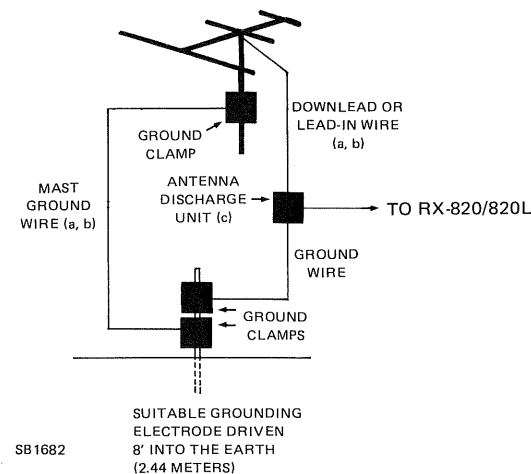 DOWNLEAD OR
LEAD-IN WIRE
(a, b)
GROUND
CLAMP
MAST
GROUND
WIRE (a, b)
ANTENNA
DISCHARGE
UNIT (c)
TO RX-820/820L
GROUND
WIRE
GROUND
CLAMPS
SUITABLE GROUNDING
ELECTRODE DRIVEN
8' INTO THE EARTH
(2.44 METERS)
SB1682